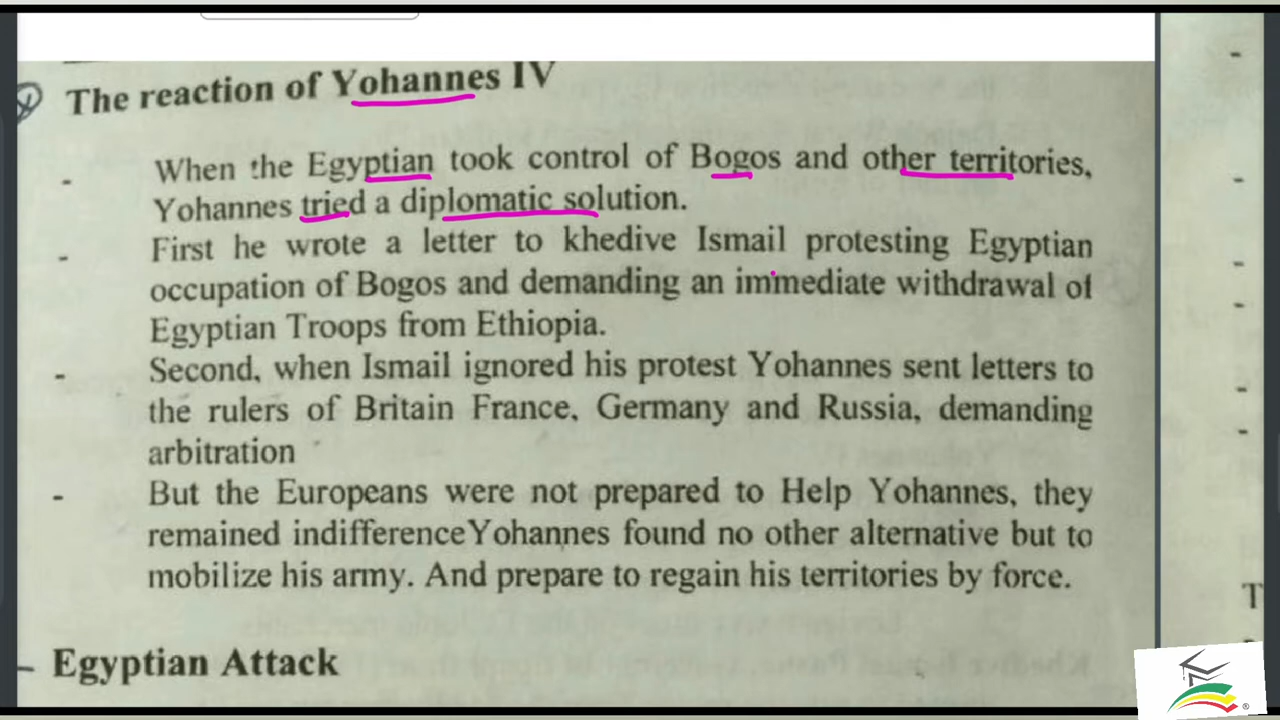 The reaction of Yohannes IV
- When the Egyptian took control of Bogos and other territories,
Yohannes tried a diplomatic solution.
- First he wrote a letter to khedive Ismail protesting Egyptian
occupation of Bogos and demanding an immediate withdrawal of
Egyptian Troops from Ethiopia.
- Second, when Ismail ignored his protest Yohannes sent letters to
the rulers of Britain France, Germany and Russia, demanding
arbitration
- But the Europeans were not prepared to Help Yohannes, they
remained indifferenceYohannes found no other alternative but to
mobilize his army. And prepare to regain his territories by force.
- Egyptian Attack
T